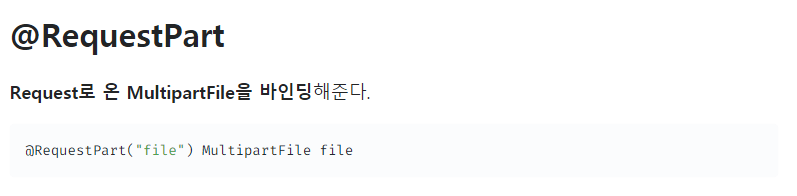 @RequestPart
Request로 온 MultipartFile을 바인딩해준다.
@RequestPart("file") MultipartFile file